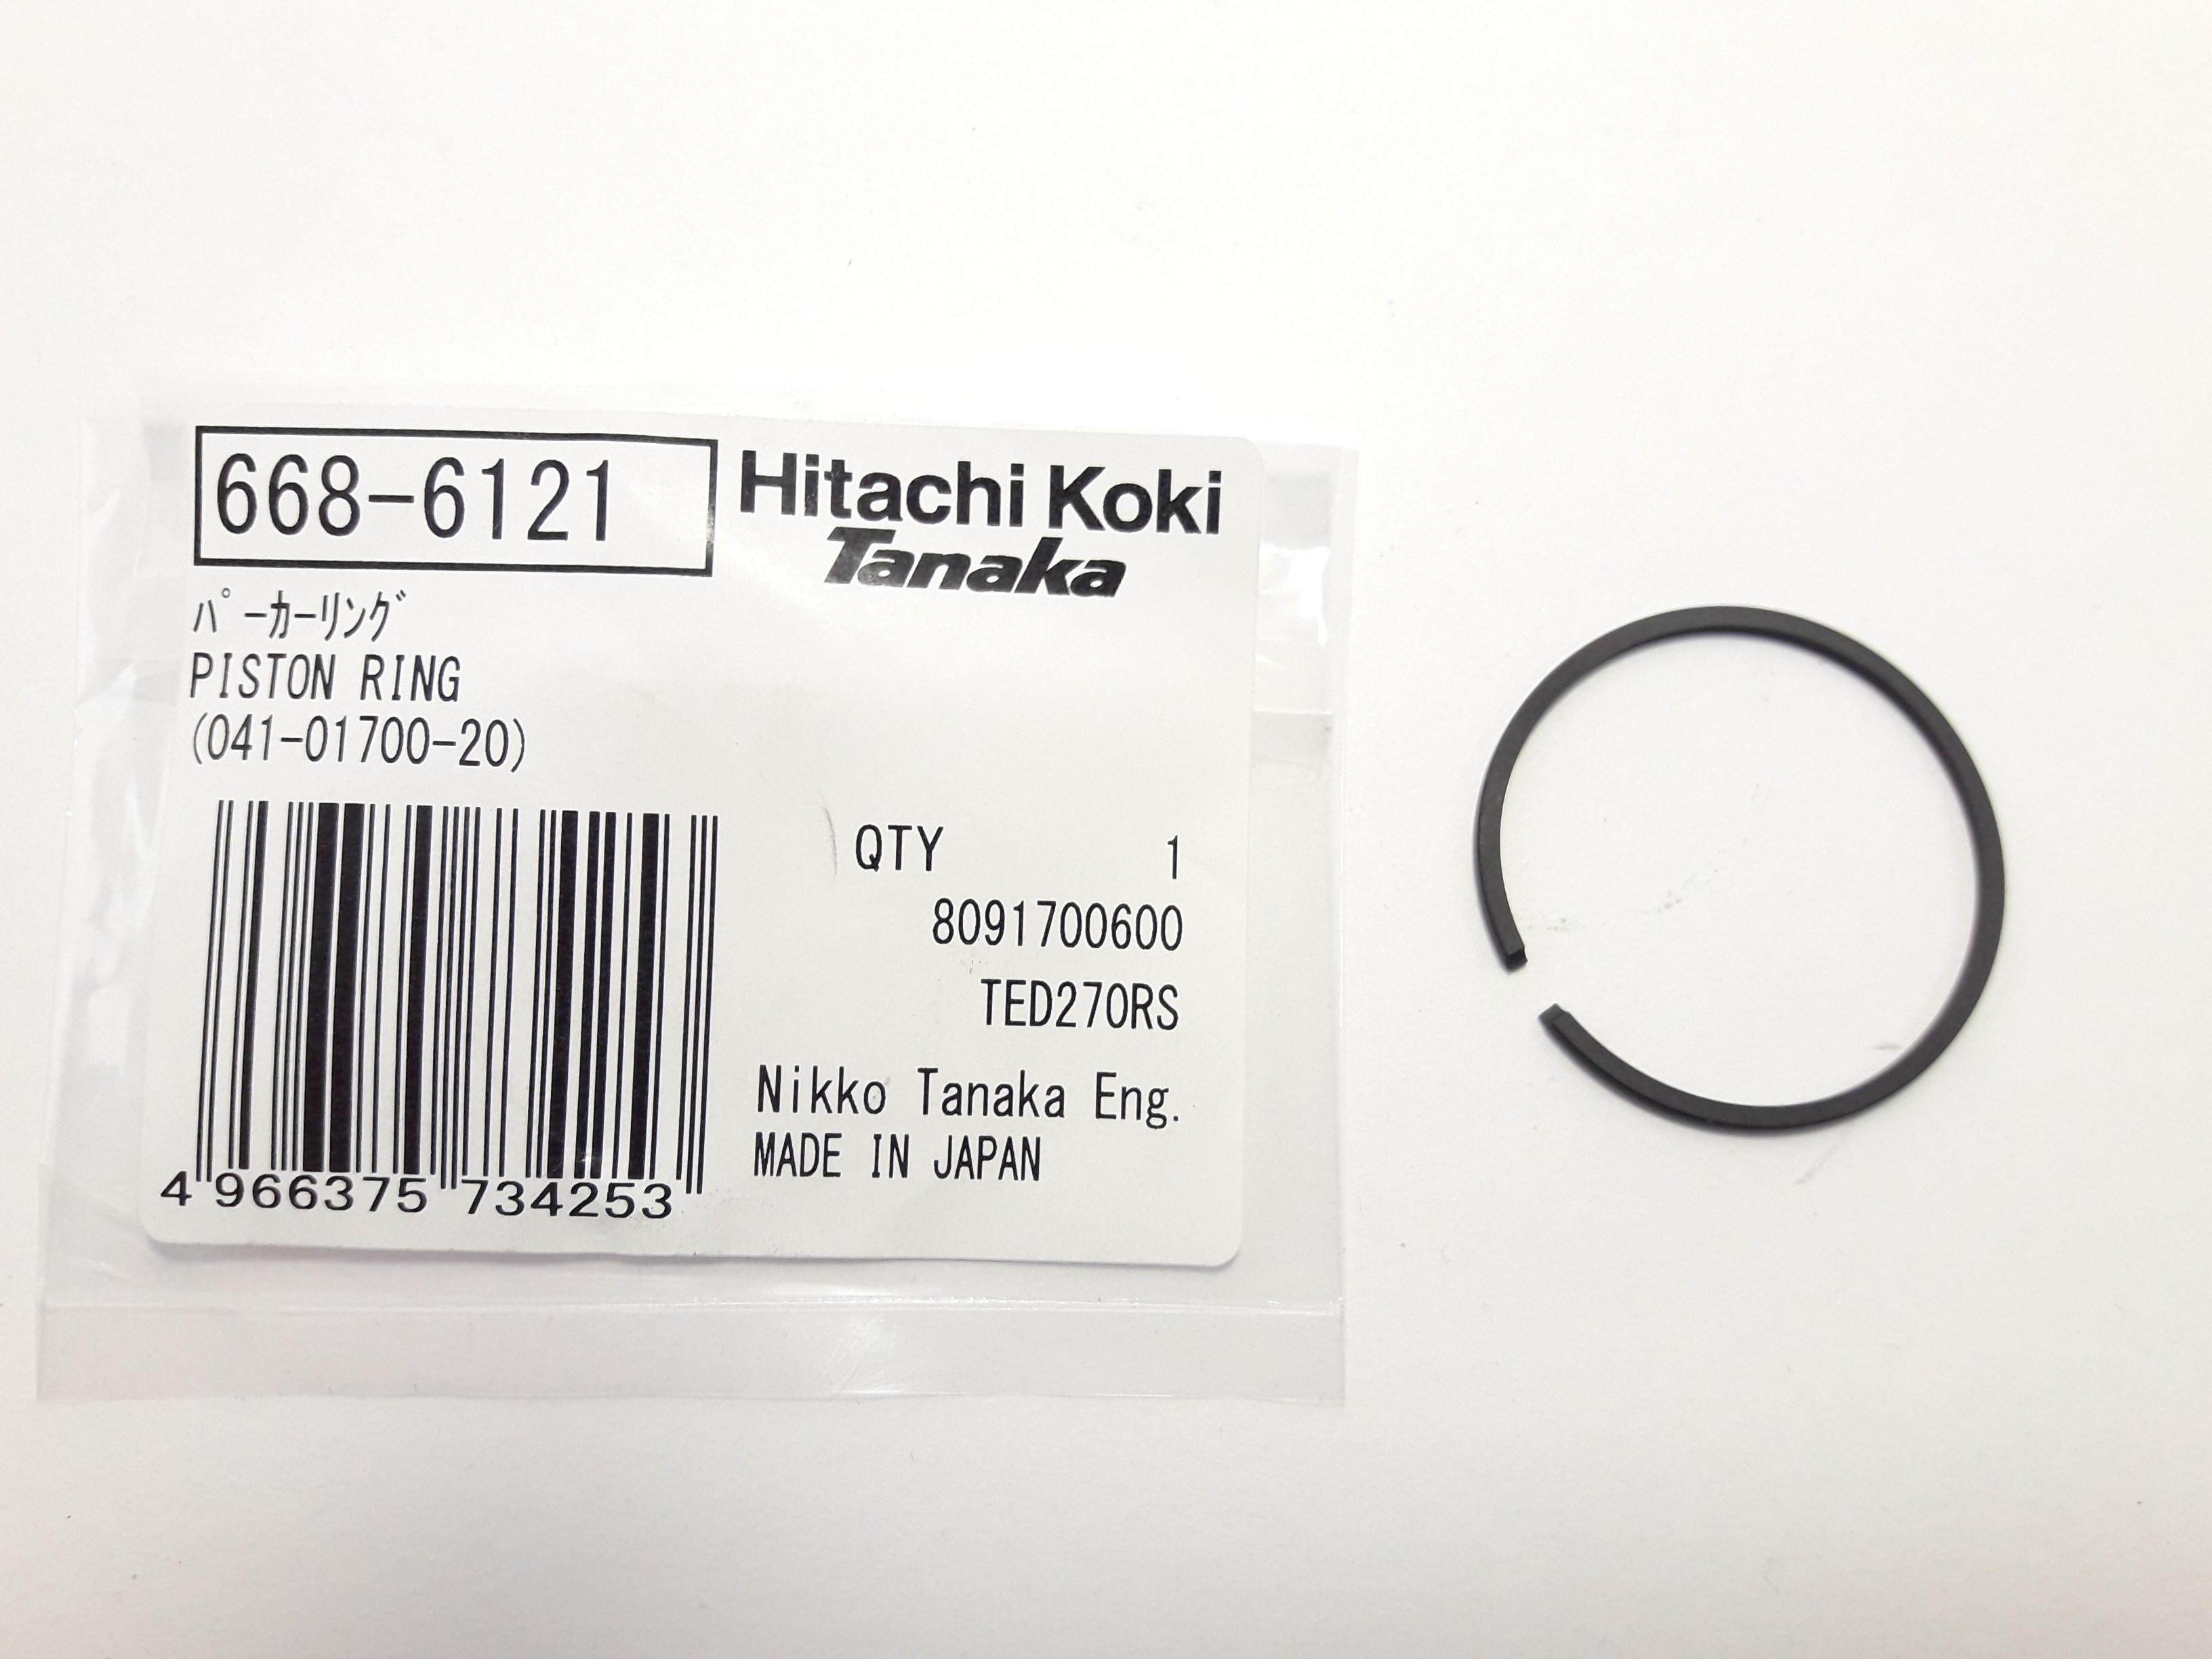 668-6121
Hitachi Koki
Tanaka
ﾊﾟｰｶｰﾘﾝｸﾞ
PISTON RING
(041-01700-20)
QTY 1
8091700600
TED270RS
Nikko Tanaka Eng.
MADE IN JAPAN
4 966375 734253